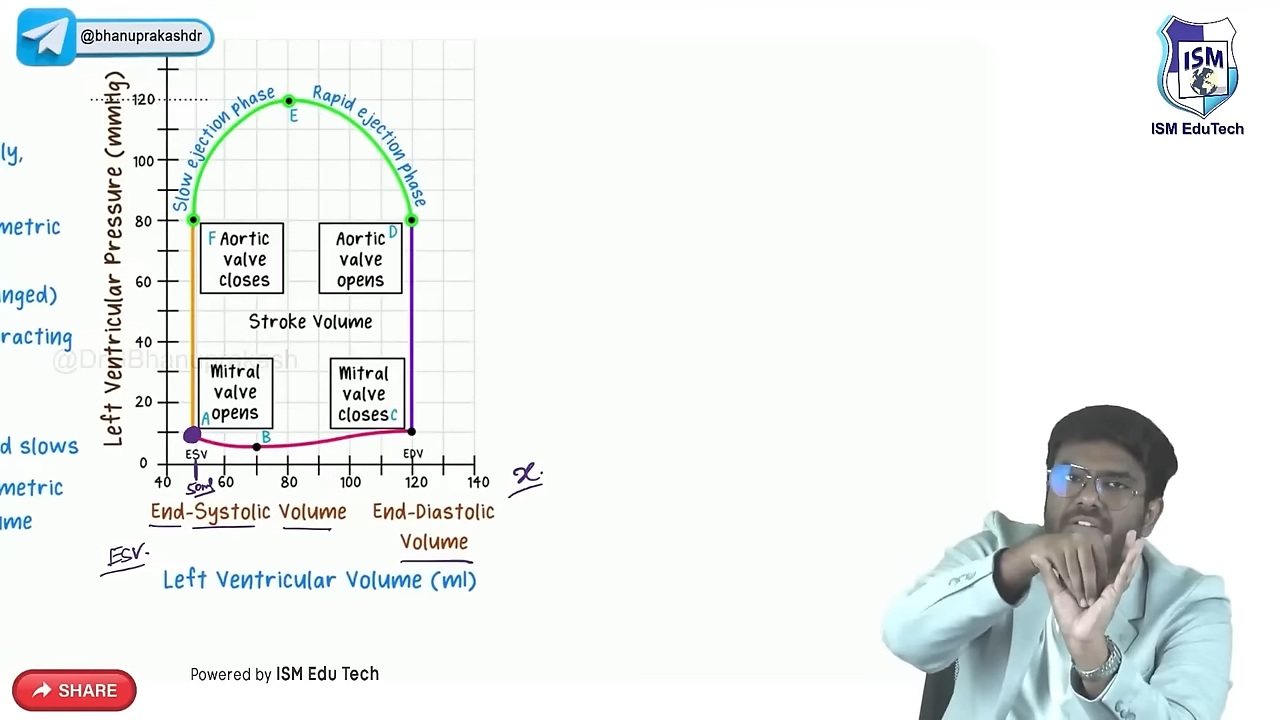 @bhanuprakashdr
ISM
ISM EduTech
ly,
metric
nged)
racting
d slows
metric
ume
Left Ventricular Pressure (mmHg)
120
100
80
60
40
20
0
Slow ejection phase
Rapid ejection phase
E
F Aortic
valve
closes
Aortic D
valve
opens
Stroke Volume
@Dr. Bhanuprakash
Mitral
valve
A opens
Mitral
valve
closes C
B
ESV
EDV
40 60 80 100 120 140
x.
50ml
End-Systolic Volume
End-Diastolic
Volume
ESV.
Left Ventricular Volume (ml)
Powered by ISM Edu Tech
SHARE